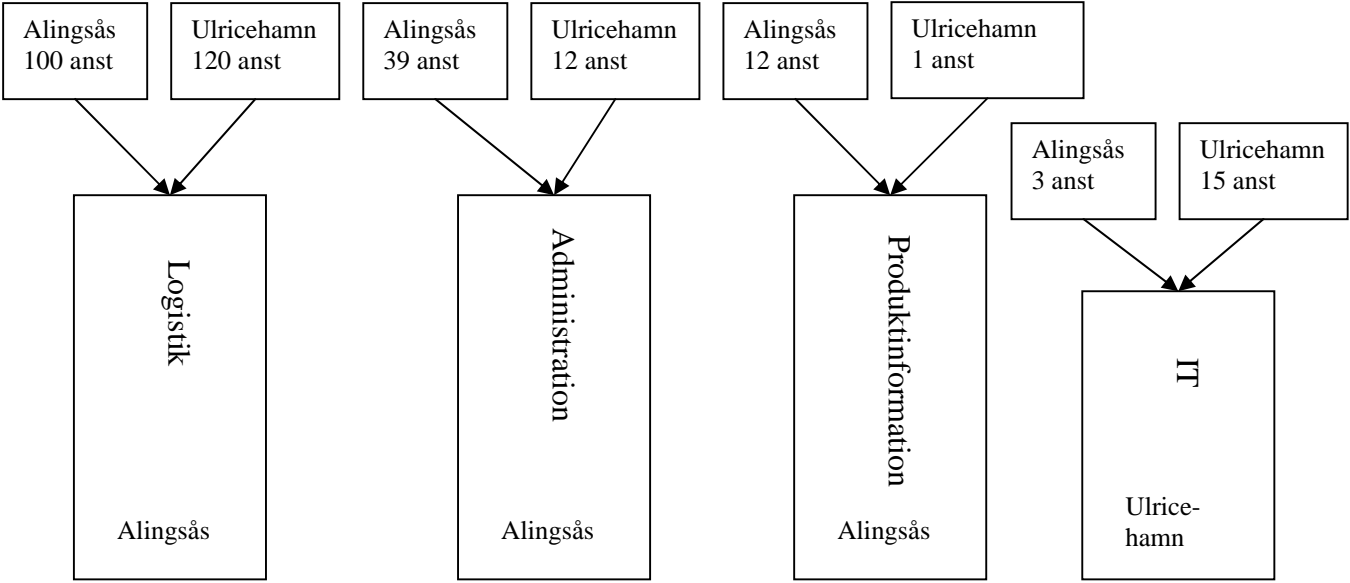 Alingsås
100 anst
Ulricehamn
120 anst
Alingsås
39 anst
Ulricehamn
12 anst
Alingsås
12 anst
Ulricehamn
1 anst
Alingsås
3 anst
Ulricehamn
15 anst
Logistik
Alingsås
Administration
Alingsås
Produktinformation
Alingsås
IT
Ulrice-
hamn